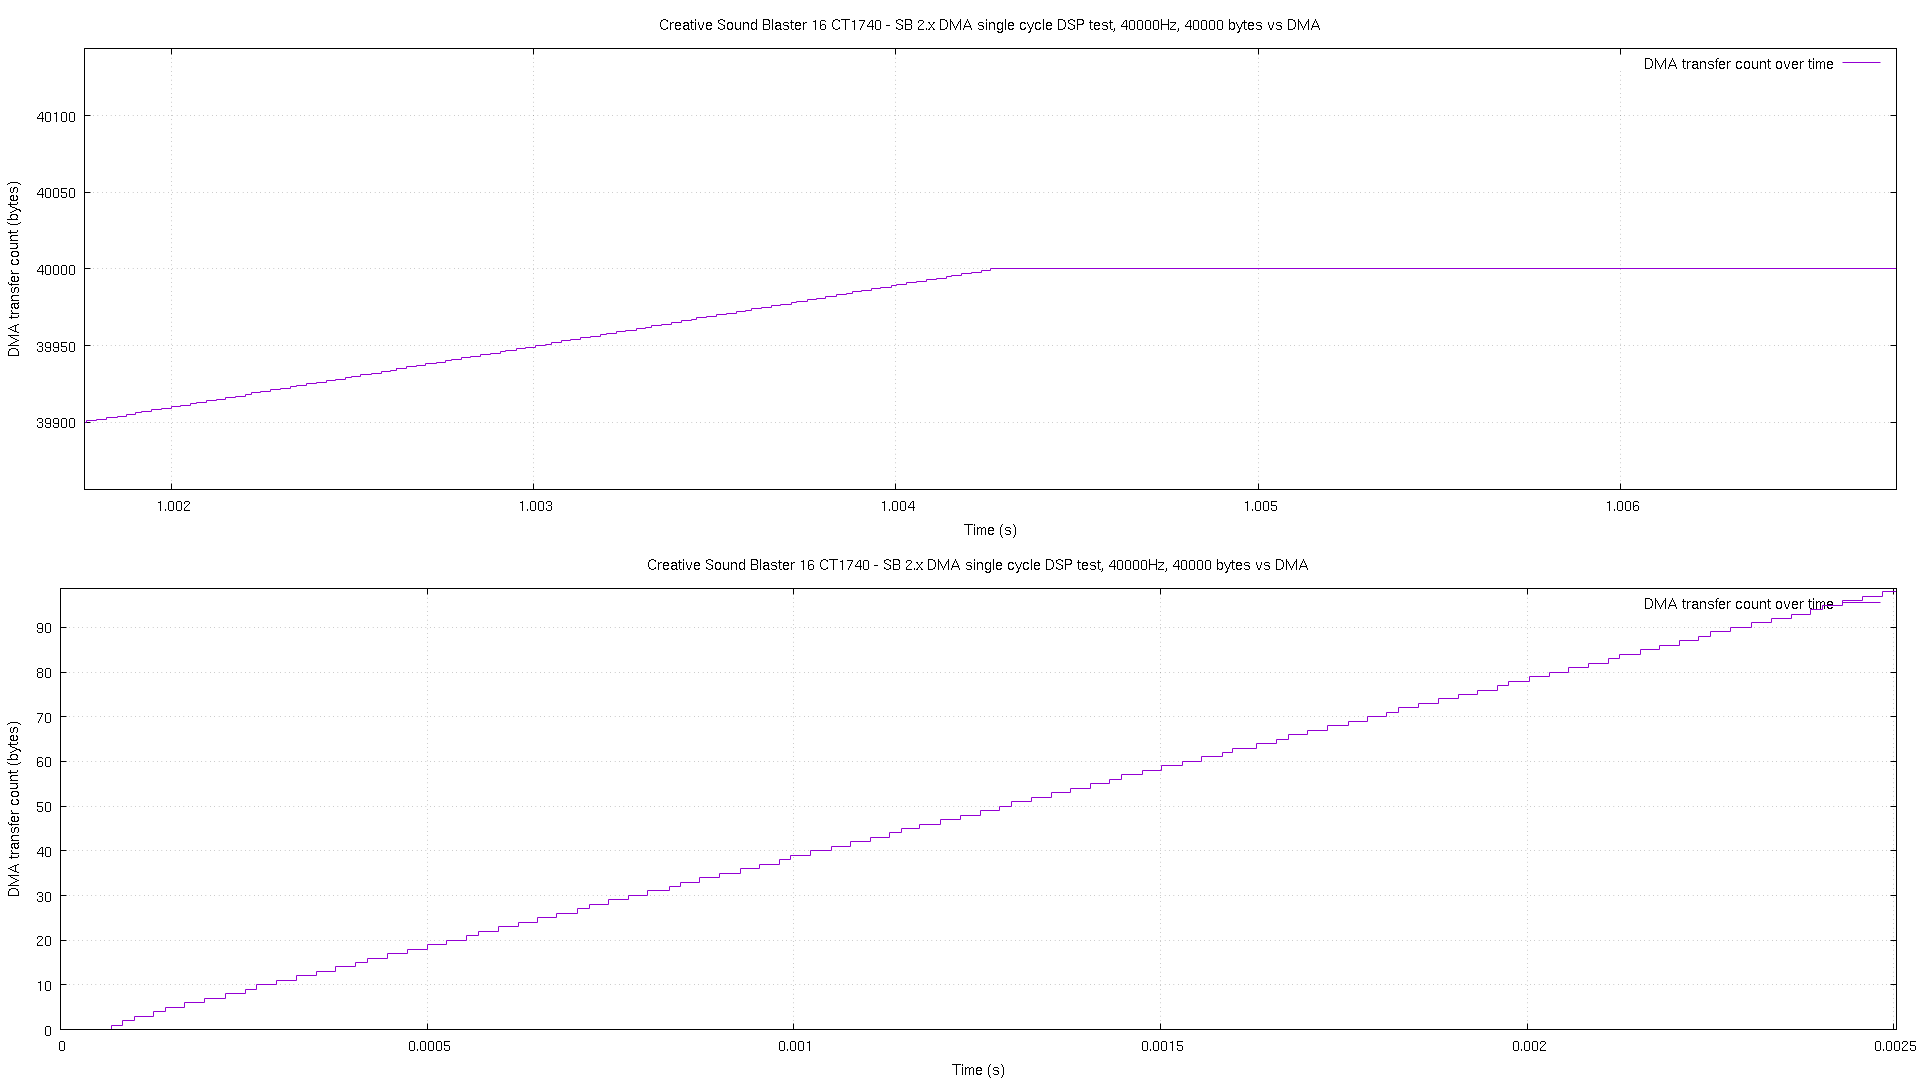 Creative Sound Blaster 16 CT1740 - SB 2.x DMA single cycle DSP test, 40000Hz, 40000 bytes vs DMA
DMA transfer count over time
40100
40050
40000
39950
39900
DMA transfer count (bytes)
1.002 1.003 1.004 1.005 1.006
Time (s)
Creative Sound Blaster 16 CT1740 - SB 2.x DMA single cycle DSP test, 40000Hz, 40000 bytes vs DMA
DMA transfer count over time
90
80
70
60
50
40
30
20
10
0
DMA transfer count (bytes)
0 0.0005 0.001 0.0015 0.002 0.0025
Time (s)